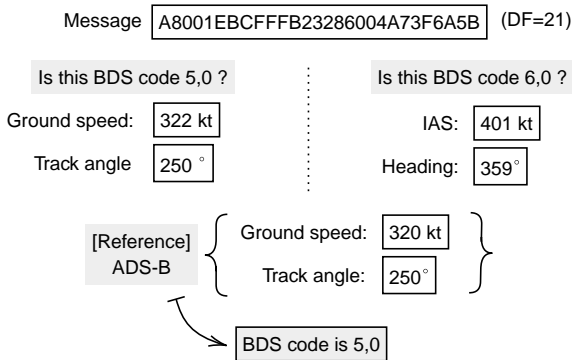 Message A8001EBCFFFB23286004A73F6A5B (DF=21)
Is this BDS code 5,0 ?
Ground speed: 322 kt
Track angle 250 °
Is this BDS code 6,0 ?
IAS: 401 kt
Heading: 359°
[Reference]
ADS-B
Ground speed: 320 kt
Track angle: 250°
BDS code is 5,0